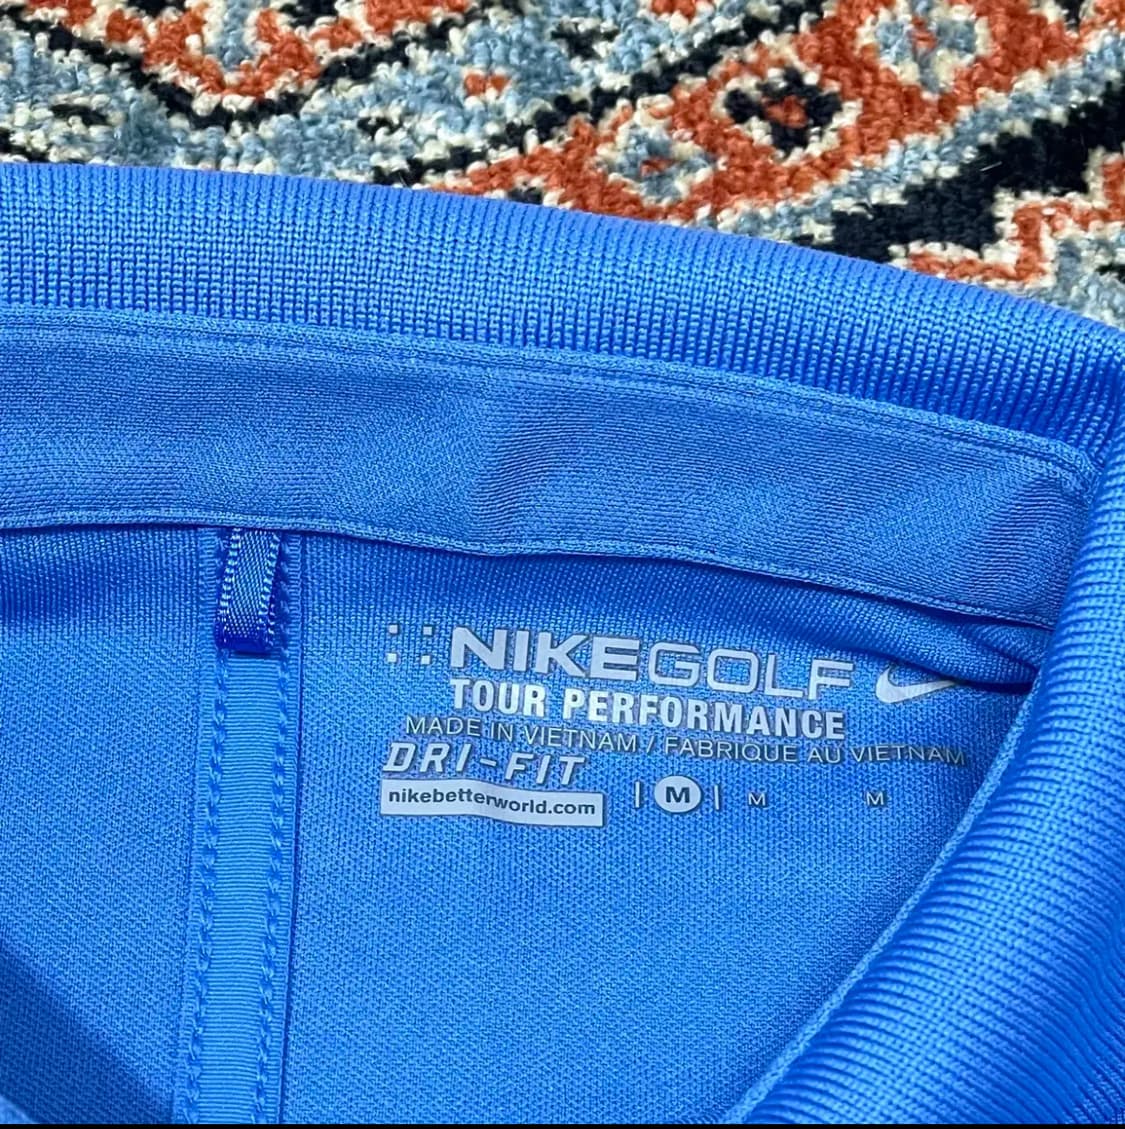 NIKEGOLF
TOUR PERFORMANCE
MADE IN VIETNAM / FABRIQUE AU VIETNAM
DRI-FIT
nikebetterworld.com | M | M M